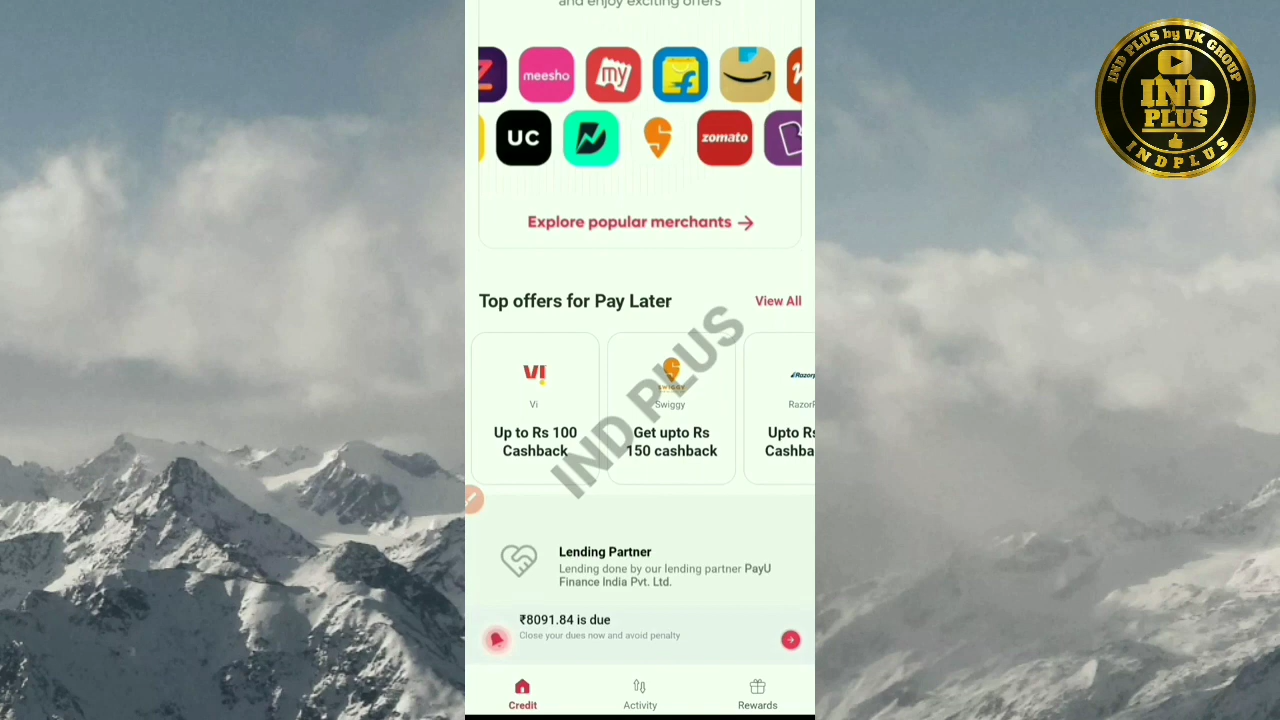 and enjoy exciting offers
meesho
my
UC
zomato
Explore popular merchants
Top offers for Pay Later
View All
Vi
Up to Rs 100
Cashback
SWIGGY
Swiggy
Get upto Rs
150 cashback
Razorp
RazorP
Upto Rs
Cashba
Lending Partner
Lending done by our lending partner PayU
Finance India Pvt. Ltd.
₹8091.84 is due
Close your dues now and avoid penalty
Credit
Activity
Rewards
IND PLUS
IND PLUS by VK GROUP
IND
PLUS
INDPLUS